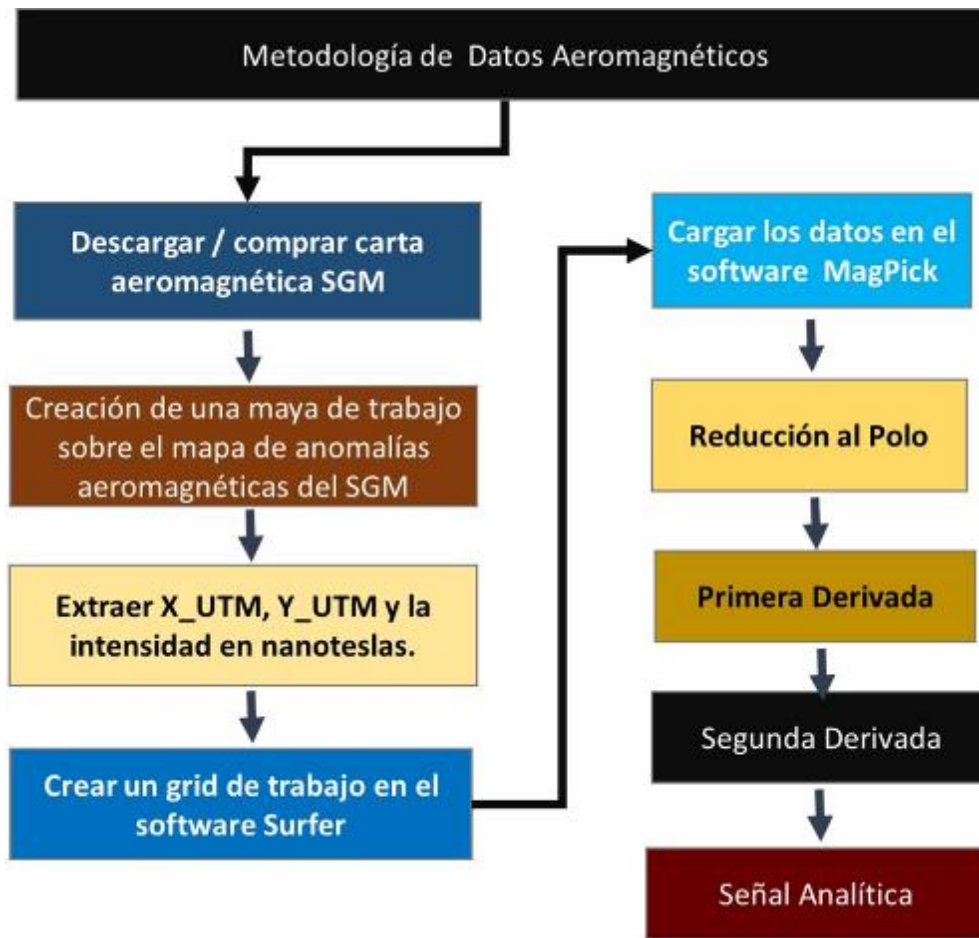 Metodología de Datos Aeromagnéticos
Descargar / comprar carta
aeromagnética SGM
Creación de una maya de trabajo
sobre el mapa de anomalías
aeromagnéticas del SGM
Extraer X_UTM, Y_UTM y la
intensidad en nanoteslas.
Crear un grid de trabajo en el
software Surfer
Cargar los datos en el
software MagPick
Reducción al Polo
Primera Derivada
Segunda Derivada
Señal Analítica